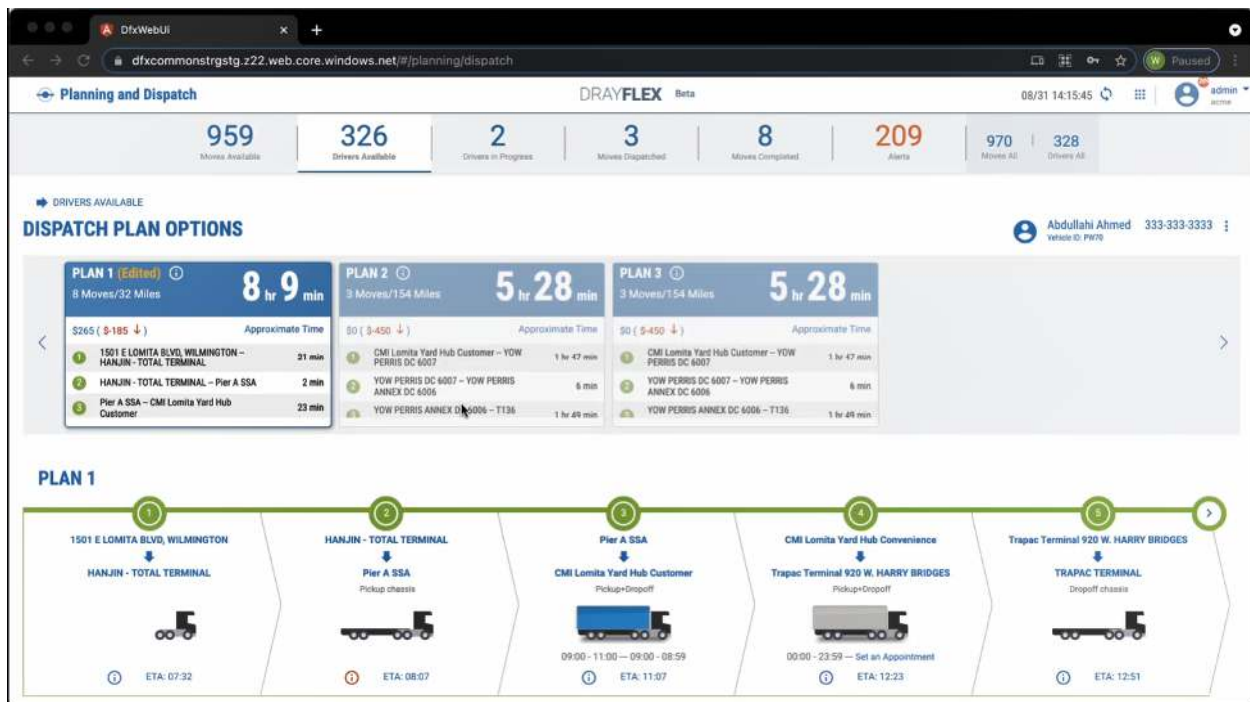 DfxWebUi
dfxcommonstrgstg.z22.web.core.windows.net/#/planning/dispatch
W Paused
Planning and Dispatch
DRAYFLEX Beta
08/31 14:15:45
admin
acme
959
Moves Available
326
Drivers Available
2
Drivers in Progress
3
Moves Dispatched
8
Moves Completed
209
Alerts
970
Moves All
328
Drivers All
DRIVERS AVAILABLE
DISPATCH PLAN OPTIONS
Abdullahi Ahmed 333-333-3333
Vehicle ID: PW70
PLAN 1 (Edited)
8 Moves/32 Miles
8 hr 9 min
$265 ( $-185 ↓ ) Approximate Time
1 1501 E LOMITA BLVD, WILMINGTON –
HANJIN - TOTAL TERMINAL
21 min
2 HANJIN - TOTAL TERMINAL – Pier A SSA 2 min
3 Pier A SSA – CMI Lomita Yard Hub
Customer
23 min
PLAN 2
3 Moves/154 Miles
5 hr 28 min
$0 ( $-450 ↓ ) Approximate Time
1 CMI Lomita Yard Hub Customer – YOW
PERRIS DC 6007
1 hr 47 min
2 YOW PERRIS DC 6007 – YOW PERRIS
ANNEX DC 6006
6 min
3 YOW PERRIS ANNEX DC 6006 – T136 1 hr 49 min
PLAN 3
3 Moves/154 Miles
5 hr 28 min
$0 ( $-450 ↓ ) Approximate Time
1 CMI Lomita Yard Hub Customer – YOW
PERRIS DC 6007
1 hr 47 min
2 YOW PERRIS DC 6007 – YOW PERRIS
ANNEX DC 6006
6 min
3 YOW PERRIS ANNEX DC 6006 – T136 1 hr 49 min
PLAN 1
1
1501 E LOMITA BLVD, WILMINGTON
HANJIN - TOTAL TERMINAL
ETA: 07:32
2
HANJIN - TOTAL TERMINAL
Pier A SSA
Pickup chassis
ETA: 08:07
3
Pier A SSA
CMI Lomita Yard Hub Customer
Pickup+Dropoff
09:00 - 11:00 — 09:00 - 08:59
ETA: 11:07
4
CMI Lomita Yard Hub Convenience
Trapac Terminal 920 W. HARRY BRIDGES
Pickup+Dropoff
00:00 - 23:59 — Set an Appointment
ETA: 12:23
5
Trapac Terminal 920 W. HARRY BRIDGES
TRAPAC TERMINAL
Dropoff chassis
ETA: 12:51